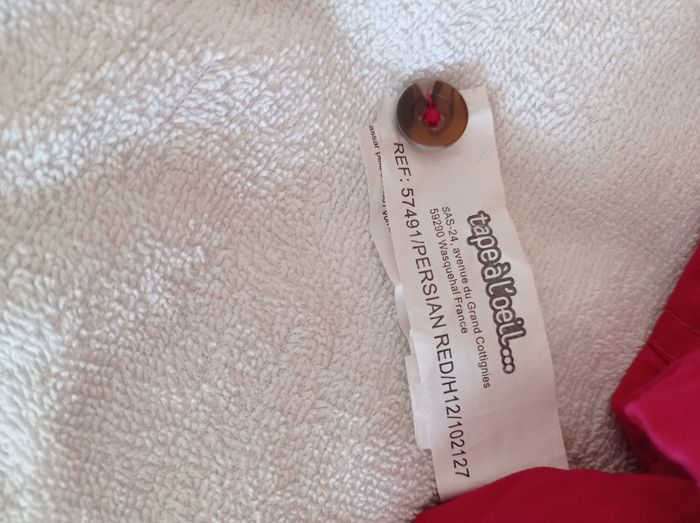 tape à l'oeil...
SAS-24, avenue du Grand Cottignies
59290 Wasquehal France
REF: 57491/PERSIAN RED/H12/102127